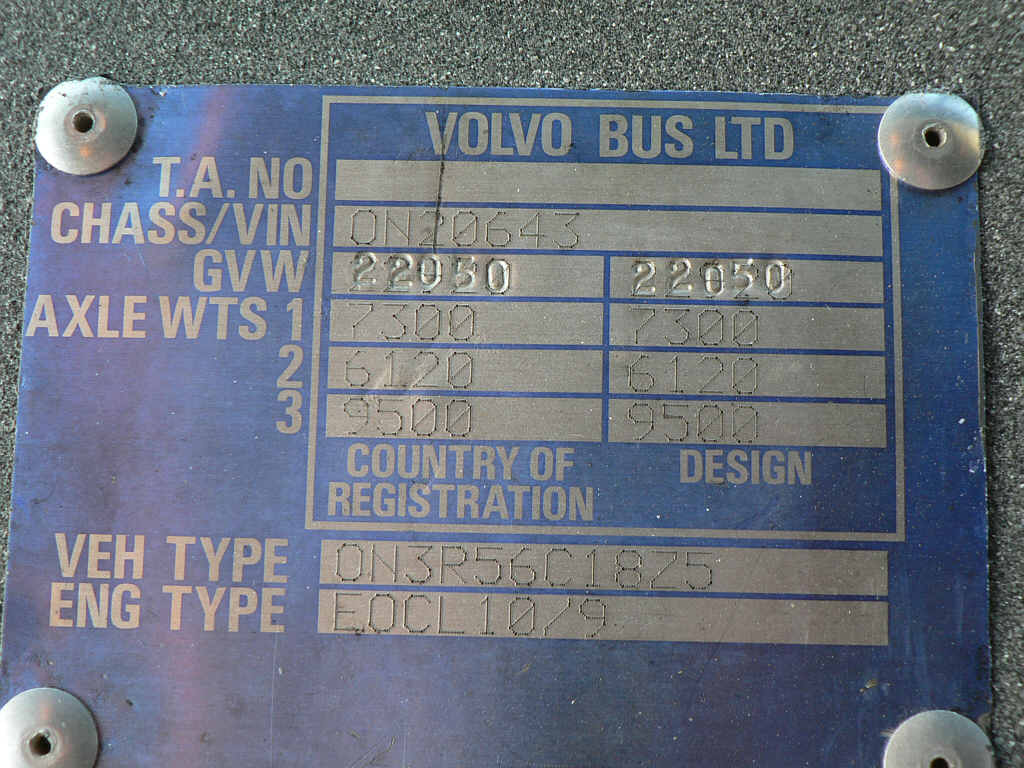 VOLVO BUS LTD
T.A. NO
CHASS/VIN ON20643
GVW 22050 22050
AXLE WTS 1 7300 7300
2 6120 6120
3 9500 9500
COUNTRY OF REGISTRATION DESIGN
VEH TYPE ON3R56C18Z5
ENG TYPE EOCL10/9